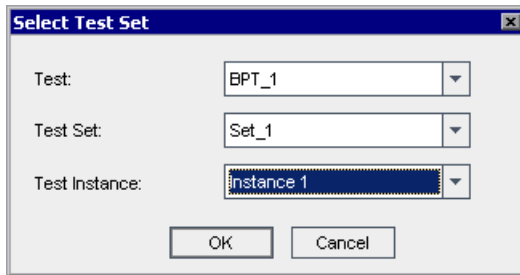 Select Test Set
Test: BPT_1
Test Set: Set_1
Test Instance: Instance 1
OK Cancel